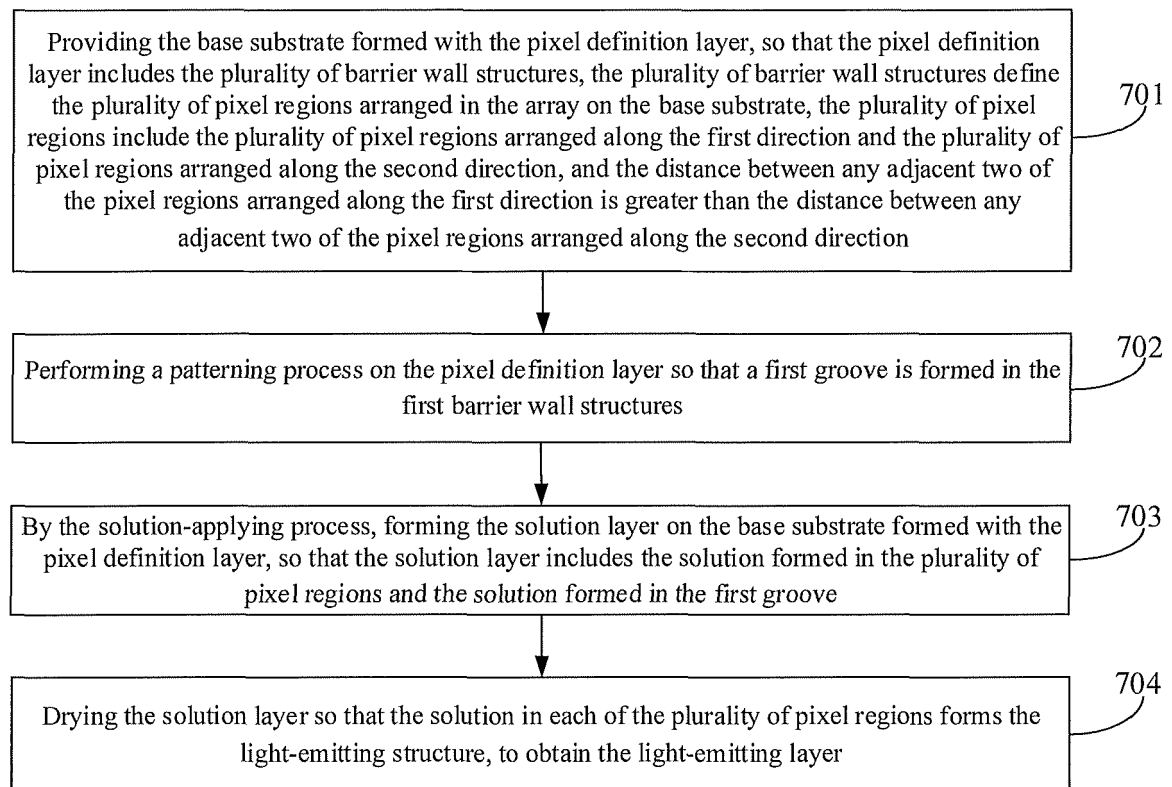 Providing the base substrate formed with the pixel definition layer, so that the pixel definition
layer includes the plurality of barrier wall structures, the plurality of barrier wall structures define
the plurality of pixel regions arranged in the array on the base substrate, the plurality of pixel
regions include the plurality of pixel regions arranged along the first direction and the plurality of
pixel regions arranged along the second direction, and the distance between any adjacent two of
the pixel regions arranged along the first direction is greater than the distance between any
adjacent two of the pixel regions arranged along the second direction
701
Performing a patterning process on the pixel definition layer so that a first groove is formed in the
first barrier wall structures
702
By the solution-applying process, forming the solution layer on the base substrate formed with the
pixel definition layer, so that the solution layer includes the solution formed in the plurality of
pixel regions and the solution formed in the first groove
703
Drying the solution layer so that the solution in each of the plurality of pixel regions forms the
light-emitting structure, to obtain the light-emitting layer
704